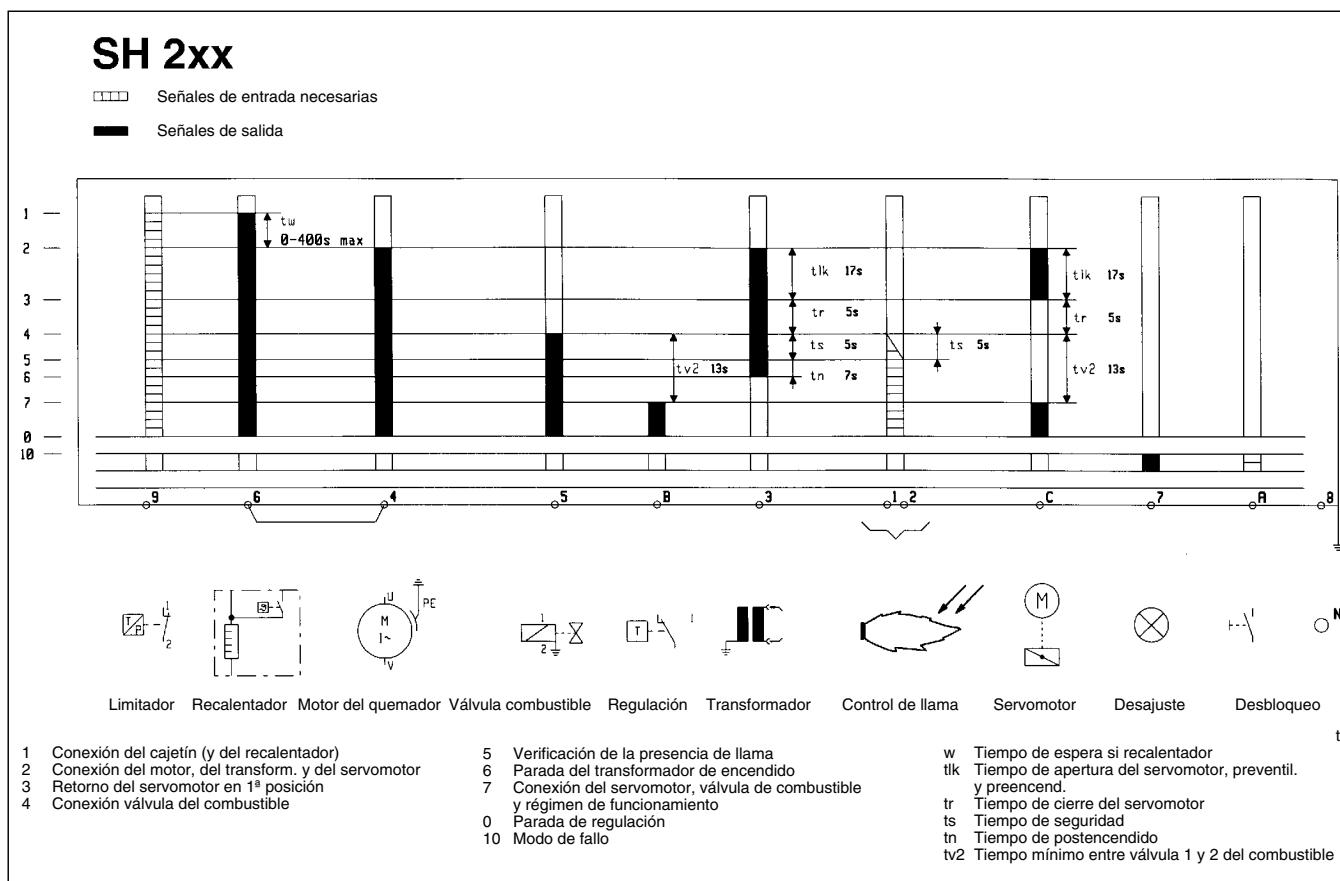 SH 2xx
Señales de entrada necesarias
Señales de salida
1
2
3
4
5
6
7
0
10
tw
0-400s max
tv2 13s
tlk 17s
tr 5s
ts 5s
tn 7s
ts 5s
tlk 17s
tr 5s
tv2 13s
9 6 4 5 B 3 1 2 C 7 A 8
T
P
1
2
U
PE
M
1~
V
1
2
T
1
M
1
N
Limitador Recalentador Motor del quemador Válvula combustible Regulación Transformador Control de llama Servomotor Desajuste Desbloqueo
t
1 Conexión del cajetín (y del recalentador)
2 Conexión del motor, del transform. y del servomotor
3 Retorno del servomotor en 1ª posición
4 Conexión válvula del combustible
5 Verificación de la presencia de llama
6 Parada del transformador de encendido
7 Conexión del servomotor, válvula de combustible
y régimen de funcionamiento
0 Parada de regulación
10 Modo de fallo
w Tiempo de espera si recalentador
tlk Tiempo de apertura del servomotor, preventil.
y preencend.
tr Tiempo de cierre del servomotor
ts Tiempo de seguridad
tn Tiempo de postencendido
tv2 Tiempo mínimo entre válvula 1 y 2 del combustible